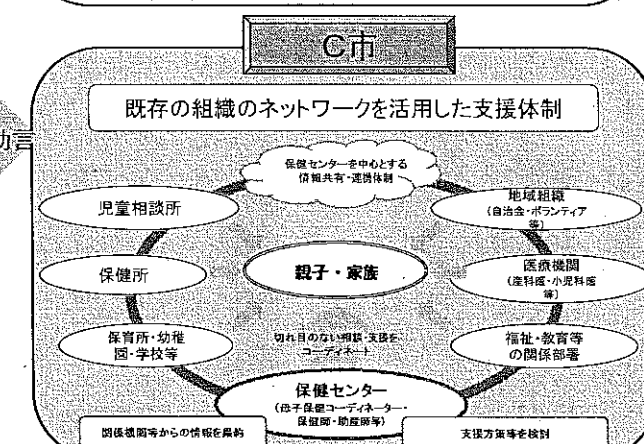 C市
既存の組織のネットワークを活用した支援体制
助言
保健センターを中心とする
情報共有・連携体制
児童相談所
地域組織
(自治会・ボランティア
等)
親子・家族
保健所
医療機関
(産科医・小児科医
等)
保育所・幼稚
園・学校等
切れ目のない相談・支援を
コーディネート
福祉・教育等
の関係部署
保健センター
(母子保健コーディネーター・
保健師・助産師等)
関係機関等からの情報を集約
支援方策等を検討